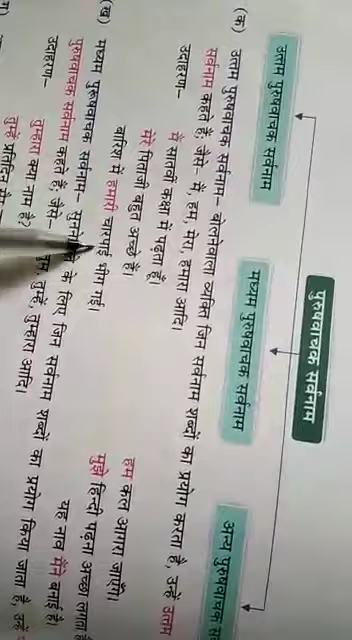 पुरुषवाचक सर्वनाम
उत्तम पुरुषवाचक सर्वनाम
मध्यम पुरुषवाचक सर्वनाम
अन्य पुरुषवाचक
(क) उत्तम पुरुषवाचक सर्वनाम– बोलनेवाला व्यक्ति जिन सर्वनाम शब्दों का प्रयोग करता है, उन्हें उत्तम
सर्वनाम कहते हैं; जैसे– मैं, हम, मेरा, हमारा आदि।
उदाहरण– मैं सातवीं कक्षा में पढ़ता हूँ। हम कल आगरा जाएँगे।
मेरे पिताजी बहुत अच्छे हैं। मुझे हिन्दी पढ़ना अच्छा लगता
बारिश में हमारी चारपाई भीग गई। यह नाव मैंने बनाई है।
(ख) मध्यम पुरुषवाचक सर्वनाम– के लिए जिन सर्वनाम शब्दों का प्रयोग किया जाता है, उन्हें
पुरुषवाचक सर्वनाम कहते हैं; जैसे– तुम्हें, तुम्हारा आदि।
उदाहरण– तुम्हारा क्या नाम है?
तुम्हें प्रतिदिन